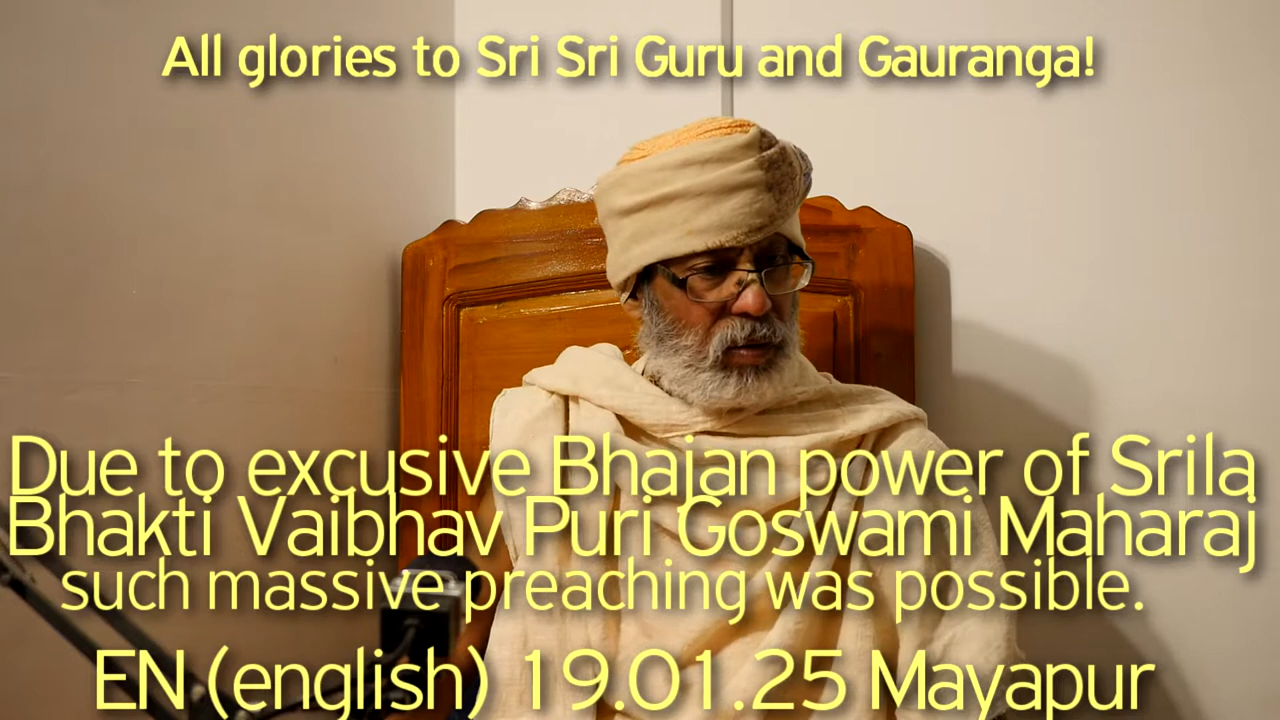 All glories to Sri Sri Guru and Gauranga!
Due to excusive Bhajan power of Srila
Bhakti Vaibhav Puri Goswami Maharaj
such massive preaching was possible.
EN (english) 19.01.25 Mayapur